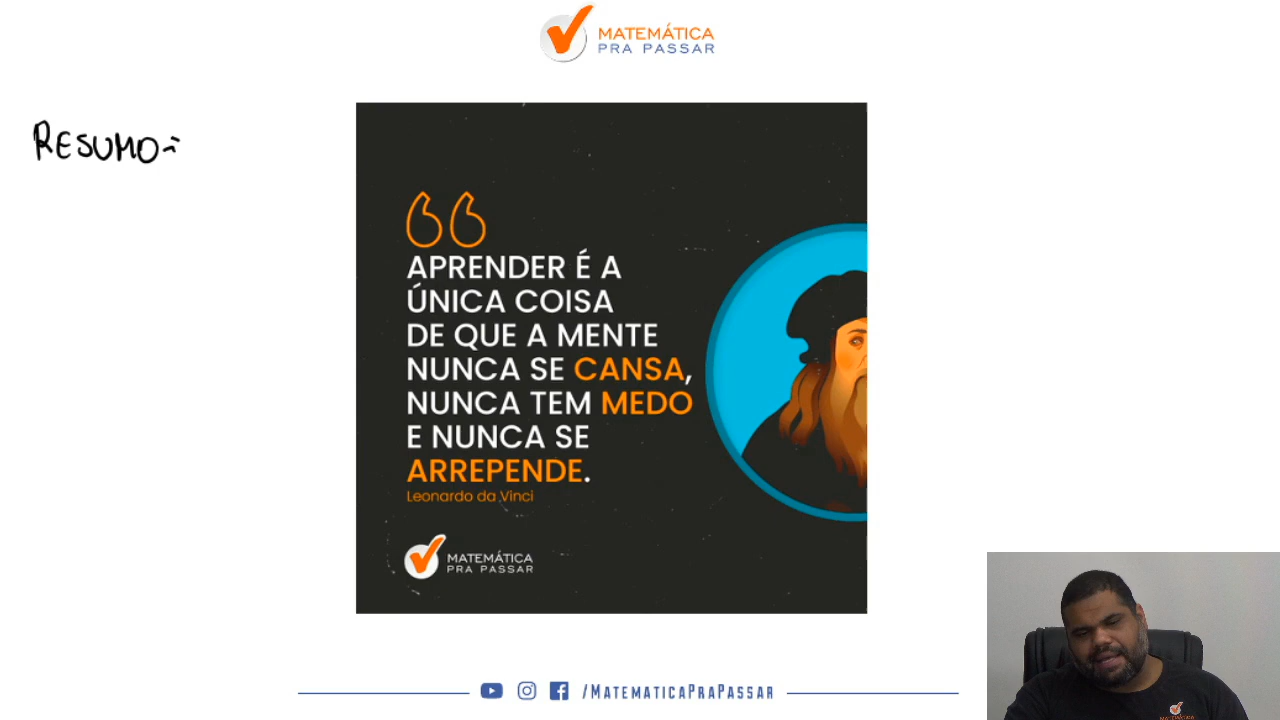 MATEMÁTICA
PRA PASSAR
RESUMO:
APRENDER É A
ÚNICA COISA
DE QUE A MENTE
NUNCA SE CANSA,
NUNCA TEM MEDO
E NUNCA SE
ARREPENDE.
Leonardo da Vinci
MATEMÁTICA
PRA PASSAR
/MATEMATICAPRAPASSAR